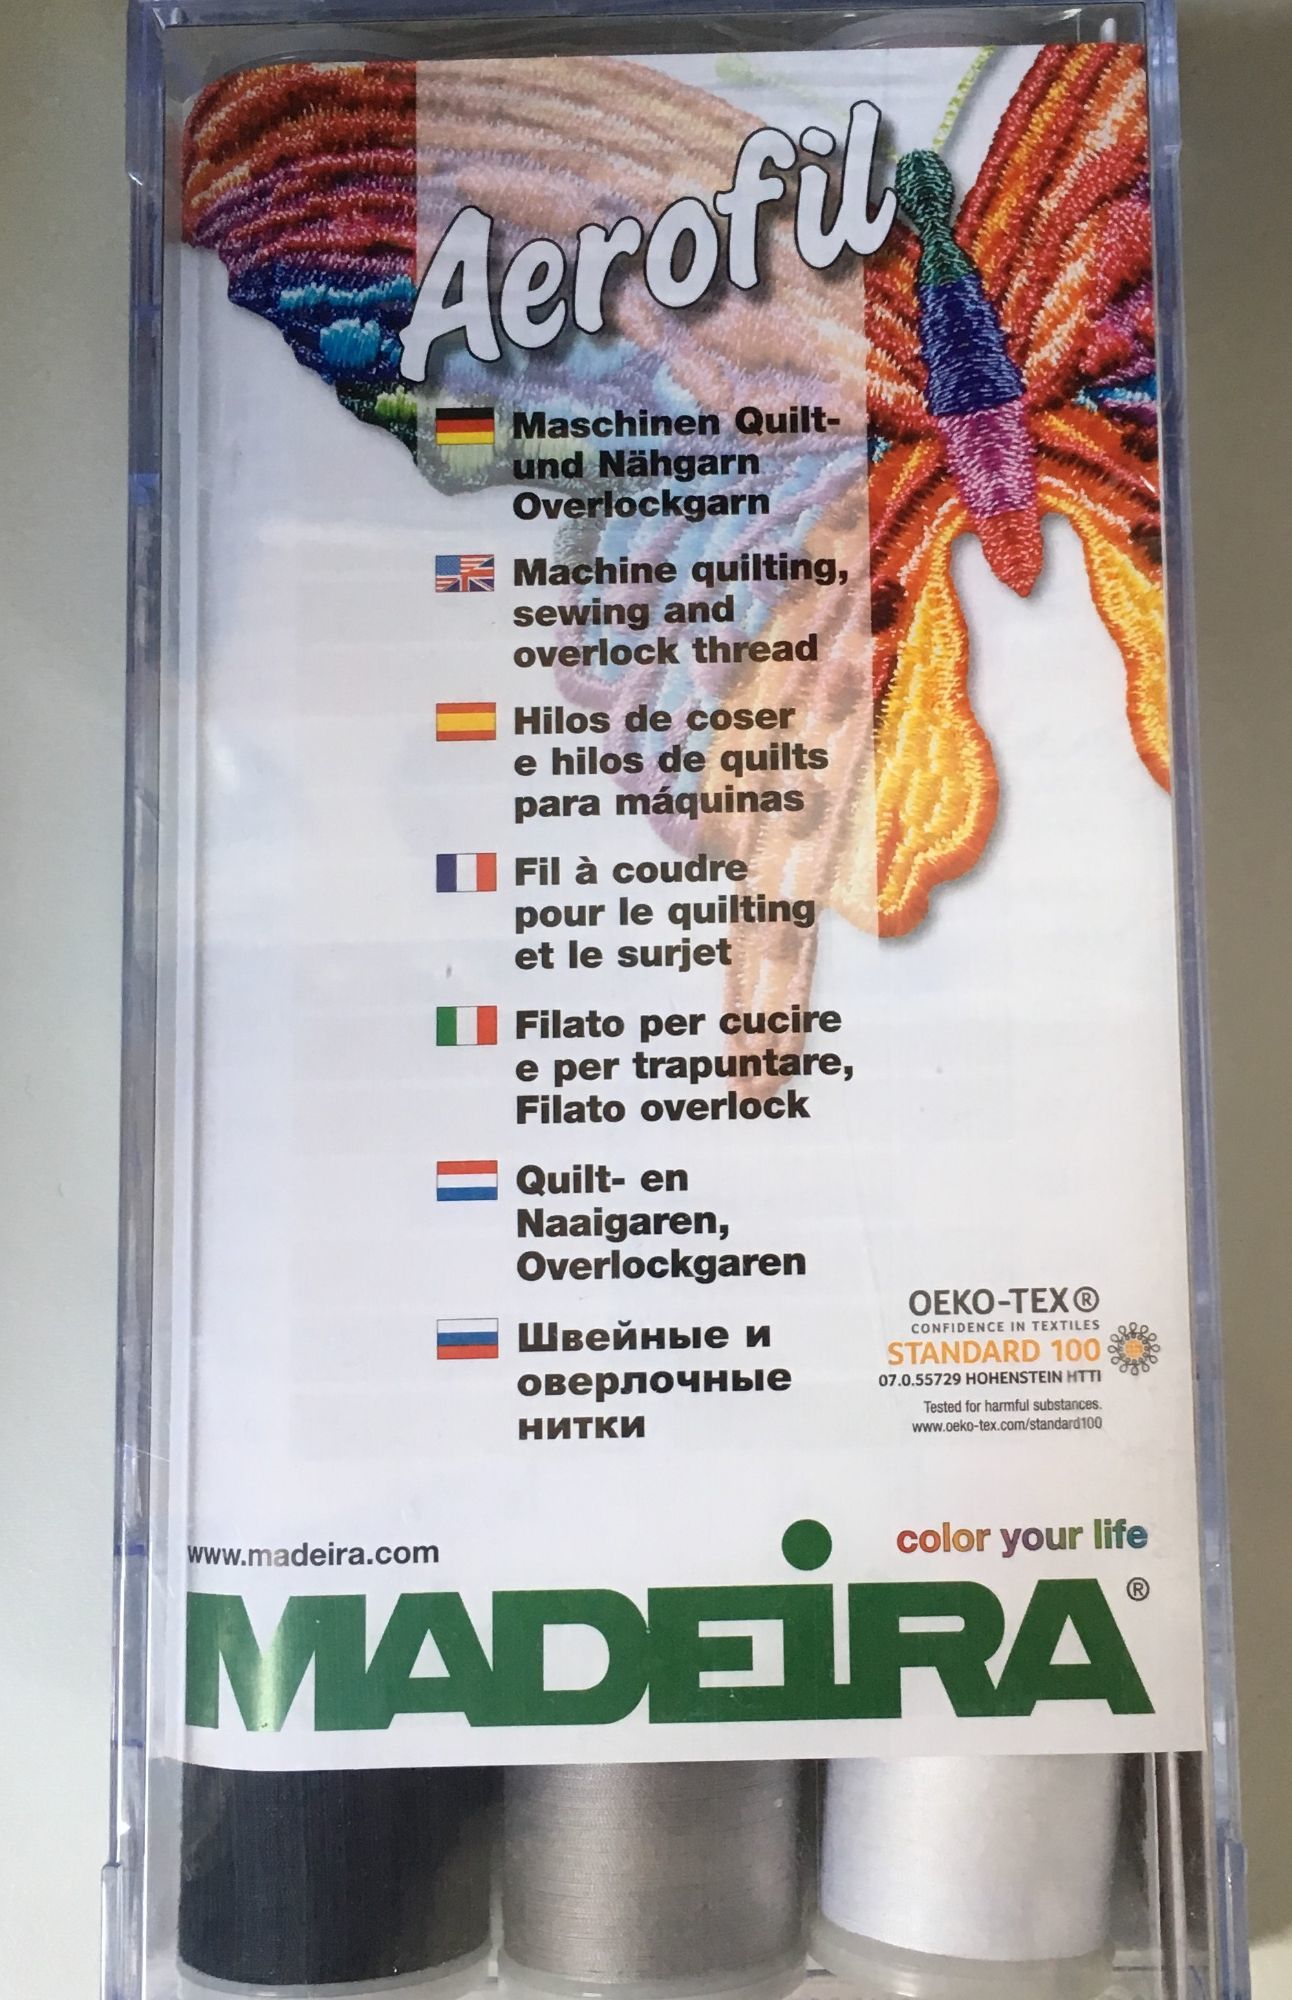 Aerofil
Maschinen Quilt-
und Nähgarn
Overlockgarn
Machine quilting,
sewing and
overlock thread
Hilos de coser
e hilos de quilts
para máquinas
Fil à coudre
pour le quilting
et le surjet
Filato per cucire
e per trapuntare,
Filato overlock
Quilt- en
Naaigaren,
Overlockgaren
Швейные и
оверлочные
нитки
OEKO-TEX®
CONFIDENCE IN TEXTILES
STANDARD 100
07.0.55729 HOHENSTEIN HTTI
Tested for harmful substances.
www.oeko-tex.com/standard100
www.madeira.com
color your life
MADEiRA®